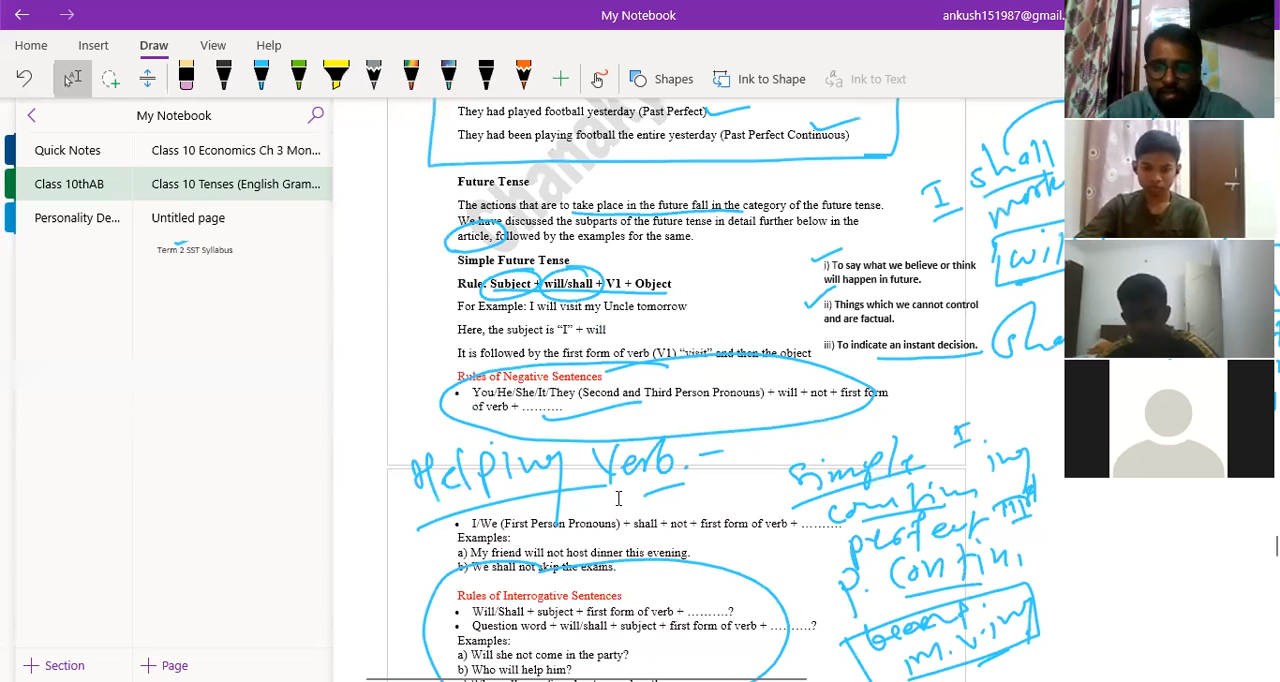 My Notebook
ankush151987@gmail.
Home Insert Draw View Help
Shapes Ink to Shape Ink to Text
My Notebook
Quick Notes
Class 10 Economics Ch 3 Mon...
Class 10thAB
Class 10 Tenses (English Gram...
Personality De...
Untitled page
Term 2 SST Syllabus
They had played football yesterday (Past Perfect)
They had been playing football the entire yesterday (Past Perfect Continuous)
Future Tense
The actions that are to take place in the future fall in the category of the future tense.
We have discussed the subparts of the future tense in detail further below in the
article, followed by the examples for the same.
I shall
Simple Future Tense
Rule: Subject + will/shall + V1 + Object
For Example: I will visit my Uncle tomorrow
Here, the subject is “I” + will
It is followed by the first form of verb (V1) “visit” and then the object
i) To say what we believe or think
will happen in future.
ii) Things which we cannot control
and are factual.
iii) To indicate an instant decision.
will
Rules of Negative Sentences
• You/He/She/It/They (Second and Third Person Pronouns) + will + not + first form
of verb + ……….
Helping Verb. –
simple I ing
contin
perfect IIIrd
P. Contin
m.v.ing
• I/We (First Person Pronouns) + shall + not + first form of verb + ……….
Examples:
a) My friend will not host dinner this evening.
b) We shall not skip the exams.
Rules of Interrogative Sentences
• Will/Shall + subject + first form of verb + ……….?
• Question word + will/shall + subject + first form of verb + ……….?
Examples:
a) Will she not come in the party?
b) Who will help him?
+ Section + Page